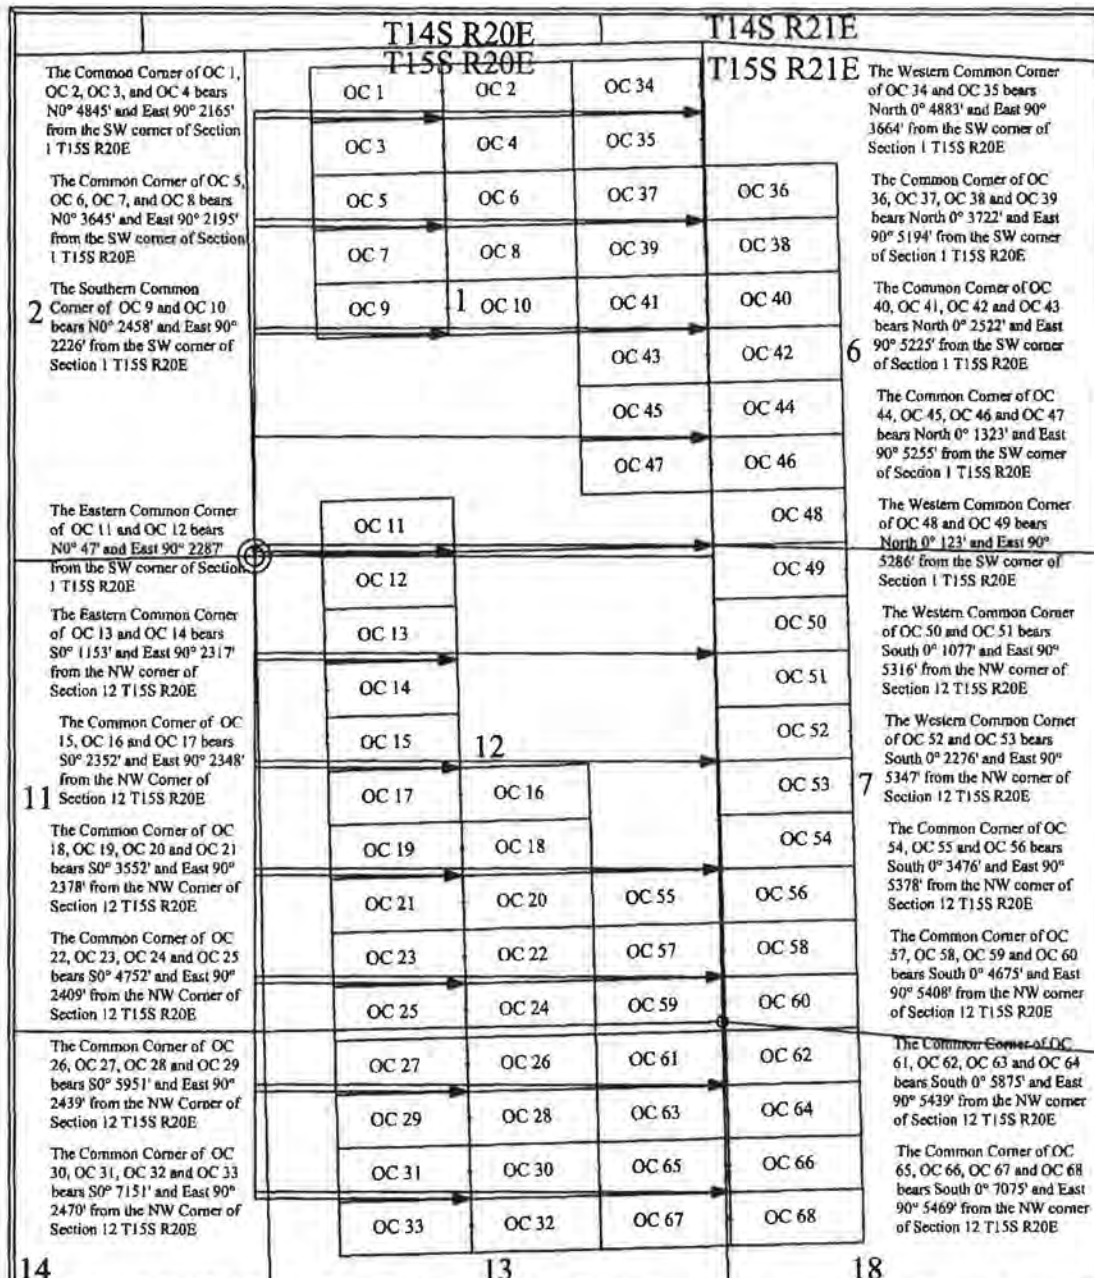 T14S R20E
T14S R21E
T15S R20E
T15S R21E
The Common Corner of OC 1,
OC 2, OC 3, and OC 4 bears
N0° 4845' and East 90° 2165'
from the SW corner of Section
1 T15S R20E
The Common Corner of OC 5,
OC 6, OC 7, and OC 8 bears
N0° 3645' and East 90° 2195'
from the SW corner of Section
1 T15S R20E
The Southern Common
Corner of OC 9 and OC 10
bears N0° 2458' and East 90°
2226' from the SW corner of
Section 1 T15S R20E
2
The Eastern Common Corner
of OC 11 and OC 12 bears
N0° 47' and East 90° 2287'
from the SW corner of Section
1 T15S R20E
The Eastern Common Corner
of OC 13 and OC 14 bears
S0° 1153' and East 90° 2317'
from the NW corner of
Section 12 T15S R20E
The Common Corner of OC
15, OC 16 and OC 17 bears
S0° 2352' and East 90° 2348'
from the NW Corner of
Section 12 T15S R20E
11
The Common Corner of OC
18, OC 19, OC 20 and OC 21
bears S0° 3552' and East 90°
2378' from the NW Corner of
Section 12 T15S R20E
The Common Corner of OC
22, OC 23, OC 24 and OC 25
bears S0° 4752' and East 90°
2409' from the NW Corner of
Section 12 T15S R20E
The Common Corner of OC
26, OC 27, OC 28 and OC 29
bears S0° 5951' and East 90°
2439' from the NW Corner of
Section 12 T15S R20E
The Common Corner of OC
30, OC 31, OC 32 and OC 33
bears S0° 7151' and East 90°
2470' from the NW Corner of
Section 12 T15S R20E
14
OC 1 OC 2 OC 34
OC 3 OC 4 OC 35
OC 5 OC 6 OC 37 OC 36
OC 7 OC 8 OC 39 OC 38
OC 9 1 OC 10 OC 41 OC 40
OC 43 OC 42 6
OC 45 OC 44
OC 47 OC 46
OC 11 OC 48
OC 12 OC 49
OC 13 OC 50
OC 14 OC 51
OC 15 12 OC 52
OC 17 OC 16 OC 53 7
OC 19 OC 18 OC 54
OC 21 OC 20 OC 55 OC 56
OC 23 OC 22 OC 57 OC 58
OC 25 OC 24 OC 59 OC 60
OC 27 OC 26 OC 61 OC 62
OC 29 OC 28 OC 63 OC 64
OC 31 OC 30 OC 65 OC 66
OC 33 OC 32 OC 67 OC 68
13
18
The Western Common Corner
of OC 34 and OC 35 bears
North 0° 4883' and East 90°
3664' from the SW corner of
Section 1 T15S R20E
The Common Corner of OC
36, OC 37, OC 38 and OC 39
bears North 0° 3722' and East
90° 5194' from the SW corner
of Section 1 T15S R20E
The Common Corner of OC
40, OC 41, OC 42 and OC 43
bears North 0° 2522' and East
90° 5225' from the SW corner
of Section 1 T15S R20E
The Common Corner of OC
44, OC 45, OC 46 and OC 47
bears North 0° 1323' and East
90° 5255' from the SW corner
of Section 1 T15S R20E
The Western Common Corner
of OC 48 and OC 49 bears
North 0° 123' and East 90°
5286' from the SW corner of
Section 1 T15S R20E
The Western Common Corner
of OC 50 and OC 51 bears
South 0° 1077' and East 90°
5316' from the NW corner of
Section 12 T15S R20E
The Western Common Corner
of OC 52 and OC 53 bears
South 0° 2276' and East 90°
5347' from the NW corner of
Section 12 T15S R20E
The Common Corner of OC
54, OC 55 and OC 56 bears
South 0° 3476' and East 90°
5378' from the NW corner of
Section 12 T15S R20E
The Common Corner of OC
57, OC 58, OC 59 and OC 60
bears South 0° 4675' and East
90° 5408' from the NW corner
of Section 12 T15S R20E
The Common Corner of OC
61, OC 62, OC 63 and OC 64
bears South 0° 5875' and East
90° 5439' from the NW corner
of Section 12 T15S R20E
The Common Corner of OC
65, OC 66, OC 67 and OC 68
bears South 0° 7075' and East
90° 5469' from the NW corner
of Section 12 T15S R20E